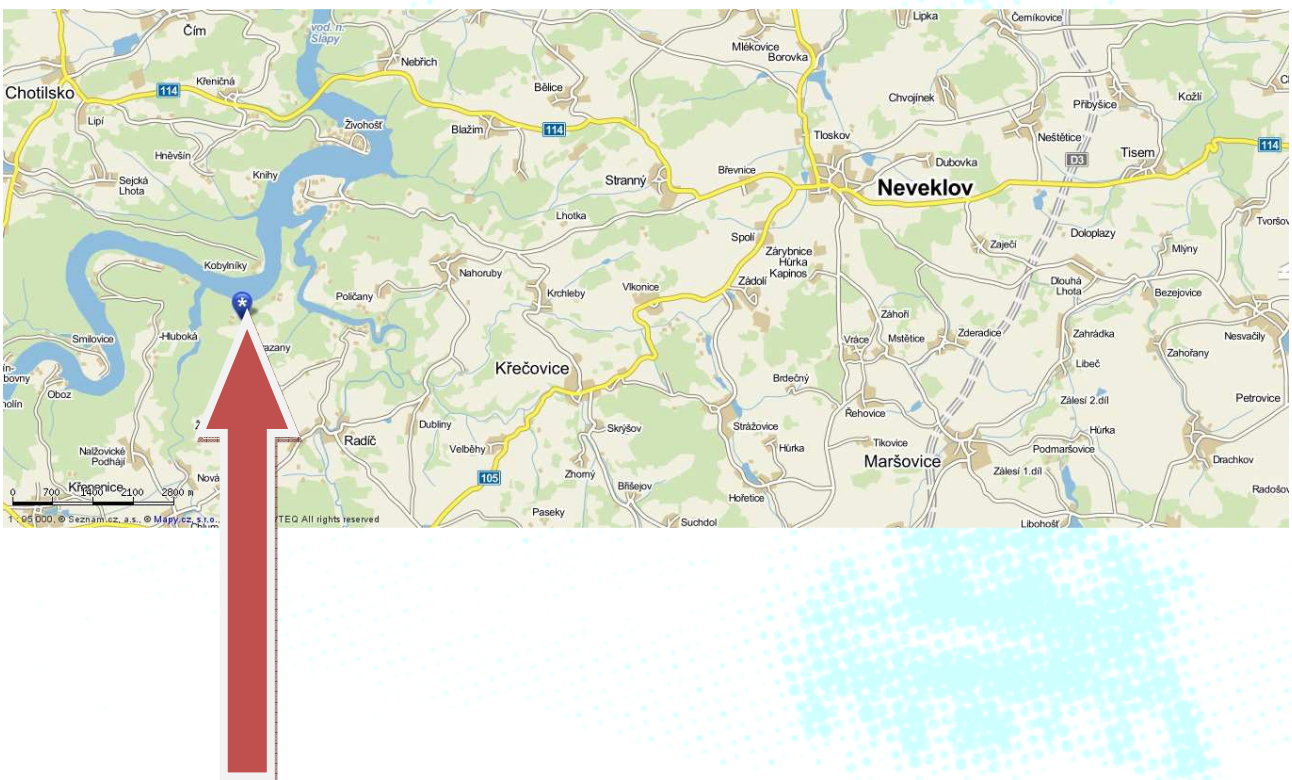 Čím
vod. n.
Slapy
Lipka
Čemíkovice
Mlékovice
Borovka
Nebřich
Křeničná
Bělice
Chotilsko
114
Chvojínek
Přibyšice
Kožlí
Lipí
Živohošť
Blažim
114
Tloskov
Neštětice
Hněvšín
D3
Tisem
114
Dubovka
Sejcká
Lhota
Knihy
Stranný
Břevnice
Neveklov
Lhotka
Tvoršov
Spolí
Doloplazy
Zaječí
Mlýny
Zárybnice
Hůrka
Kapinos
Kobylníky
Nahoruby
Poličany
Krchleby
Vlkonice
Zádolí
Dlouhá
Lhota
Bezejovice
Záhoří
Smilovice
Hluboká
Vráce
Mstětice
Zderadice
Zahrádka
Nesvačily
Zahořany
Křečovice
Libeč
Oboz
Brdečný
Petrovice
Zálesí 2.díl
Řehovice
Dubliny
Skrýšov
Strážovice
Hůrka
Radíč
Velběhy
Hůrka
Tikovice
Podmaršovice
Nalžovické
Podhájí
Maršovice
Drachkov
Zálesí 1.díl
Zhorný
105
Nová
Křepenice
Břišejov
Hořetice
Radošov
0 700 1400 2100 2800 m
Paseky
Suchdol
Libohošť
1 : 95 000, © Seznam.cz, a.s., © Mapy.cz, s.r.o., TEQ All rights reserved